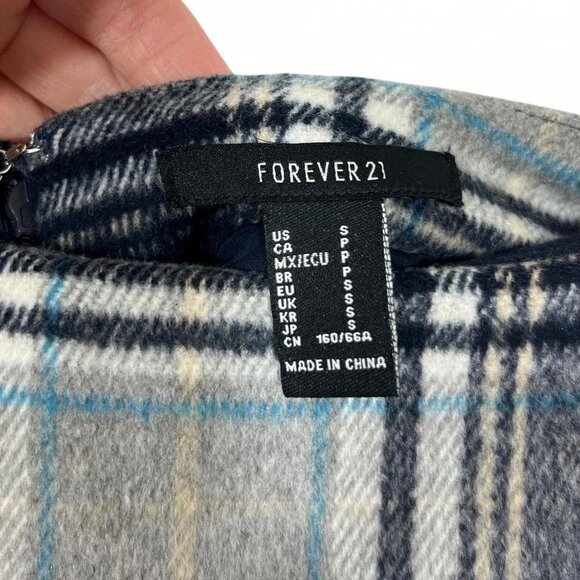 FOREVER 21
US S
CA P
MX/ECU P
BR P
EU S
UK S
KR S
JP S
CN 160/66A
MADE IN CHINA